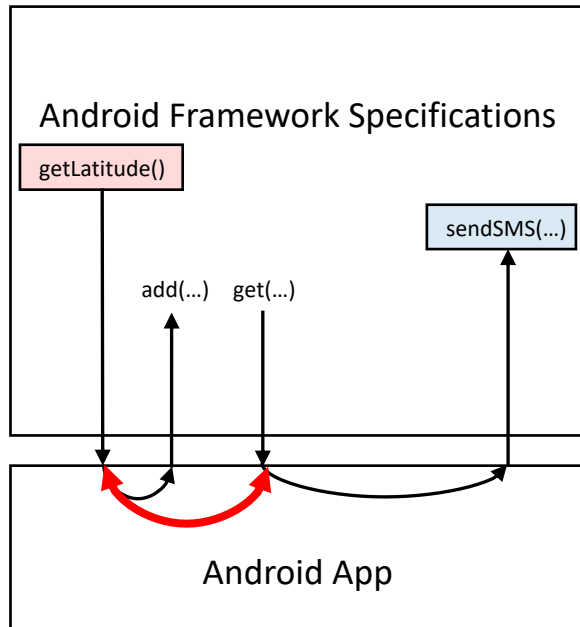 Android Framework Specifications
getLatitude()
sendSMS(…)
add(…) get(…)
Android App